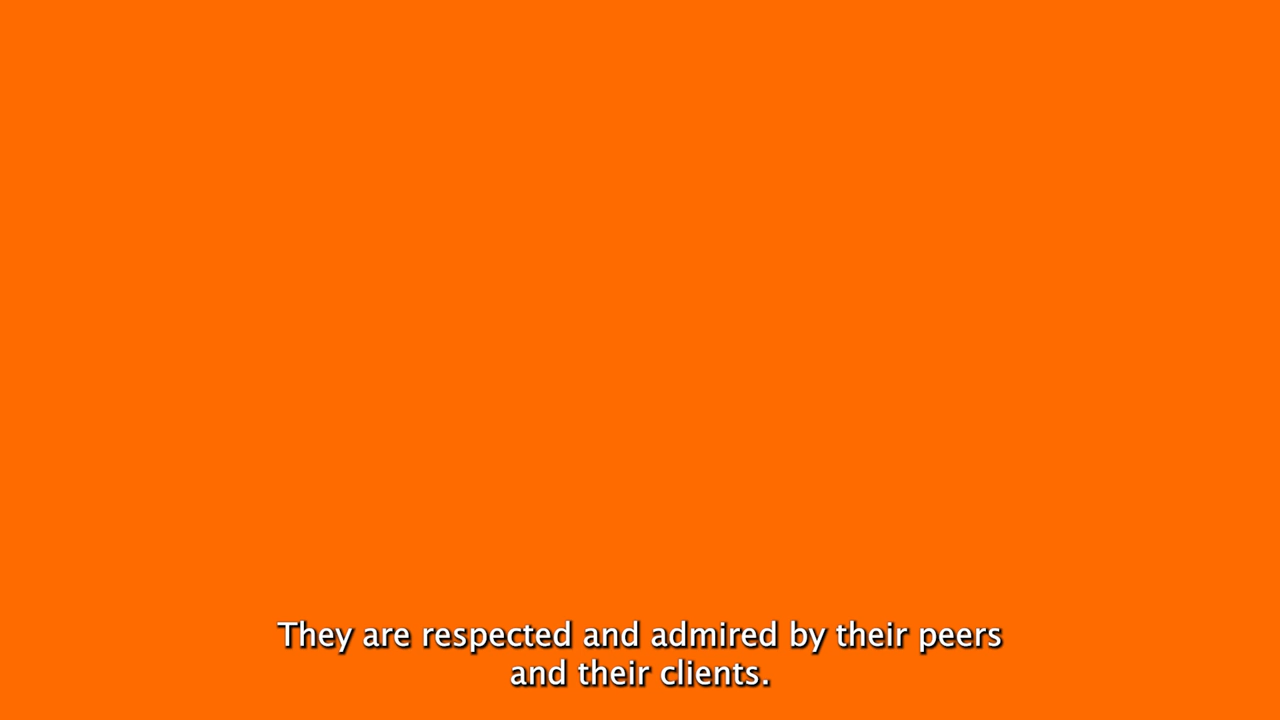 They are respected and admired by their peers
and their clients.